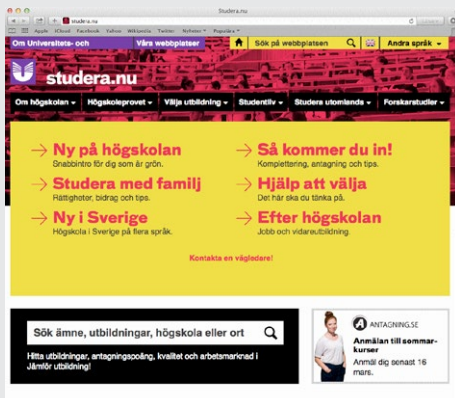 Studera.nu
studera.nu
Apple iCloud Facebook Yahoo Wikipedia Twitter Nyheter Populära
Om Universitets- och
Våra webbplatser
Sök på webbplatsen
Andra språk
studera.nu
Om högskolan
Högskoleprovet
Välja utbildning
Studentliv
Studera utomlands
Forskarstudier
→ Ny på högskolan
Snabbintro för dig som är grön.
→ Studera med familj
Rättigheter, bidrag och tips.
→ Ny i Sverige
Högskola i Sverige på flera språk.
→ Så kommer du in!
Komplettering, antagning och tips.
→ Hjälp att välja
Det här ska du tänka på.
→ Efter högskolan
Jobb och vidareutbildning.
Kontakta en vägledare!
Sök ämne, utbildningar, högskola eller ort
Hitta utbildningar, antagningspoäng, kvalitet och arbetsmarknad i
Jämför utbildning!
ANTAGNING.SE
Anmälan till sommar-
kurser
Anmäl dig senast 16
mars.